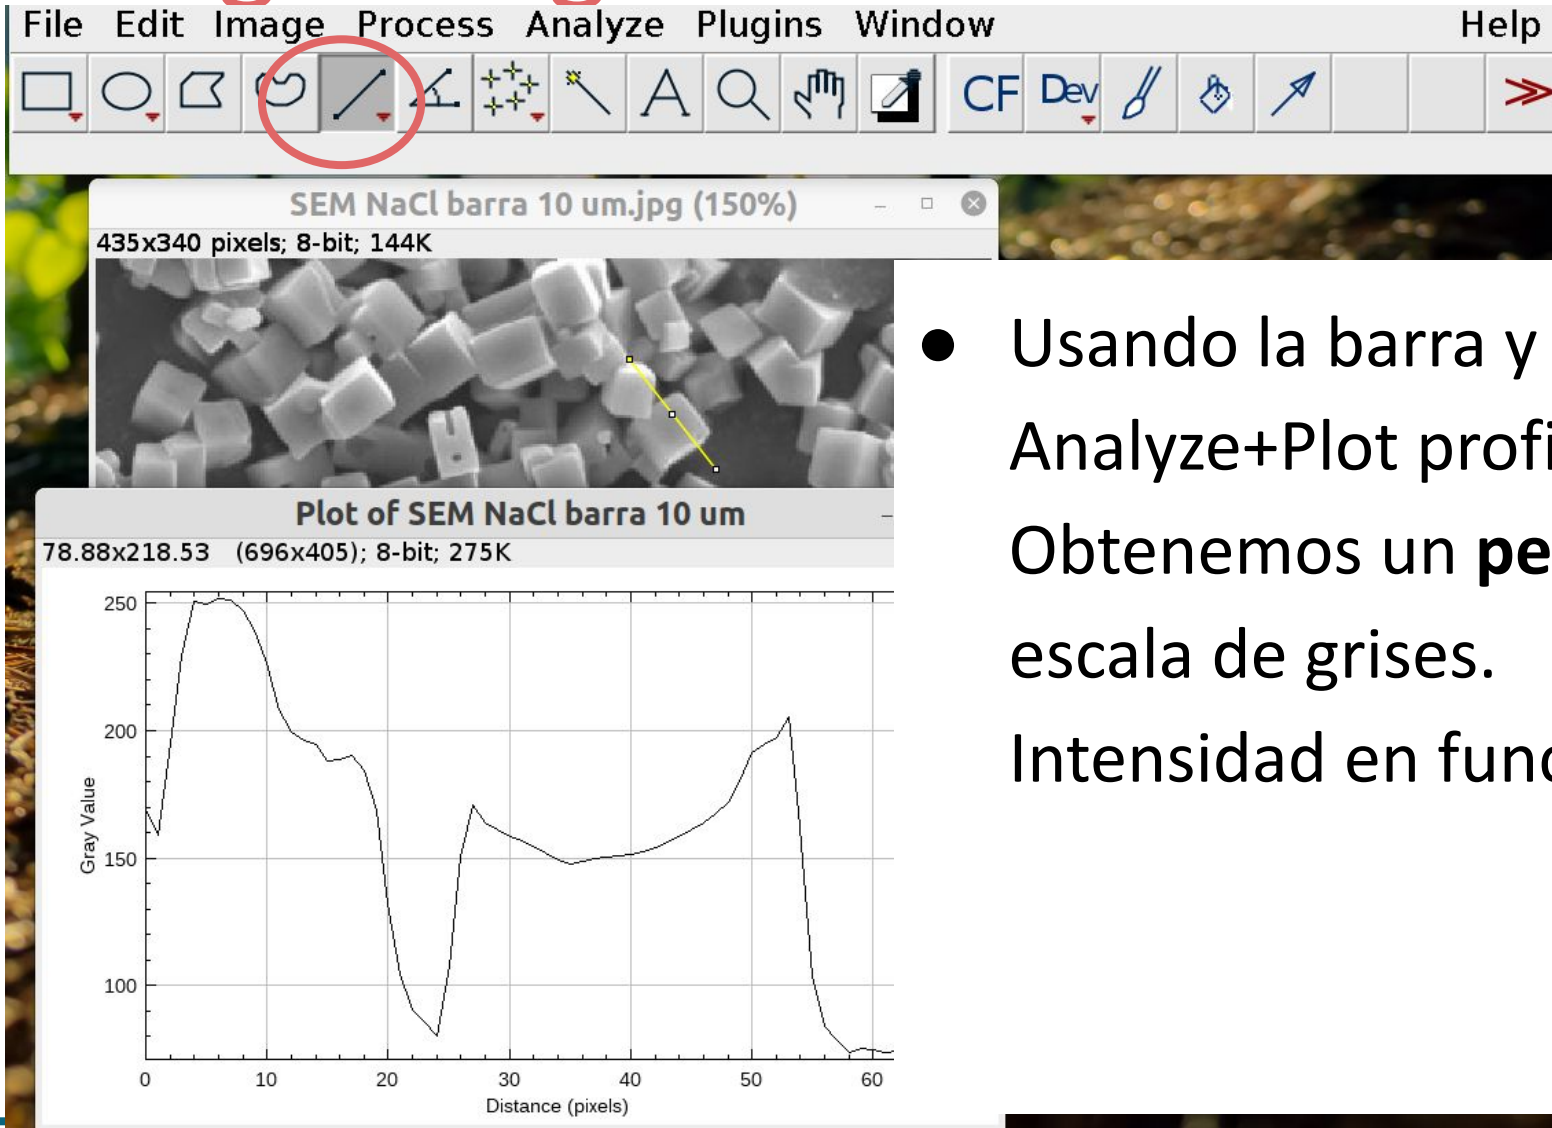 File Edit Image Process Analyze Plugins Window Help
A CF Dev
SEM NaCl barra 10 um.jpg (150%)
435x340 pixels; 8-bit; 144K
● Usando la barra y
Analyze+Plot
Obtenemos un
escala de grises.
Intensidad en
Plot of SEM NaCl barra 10 um
78.88x218.53 (696x405); 8-bit; 275K
250
200
150
100
Gray Value
0 10 20 30 40 50 60
Distance (pixels)